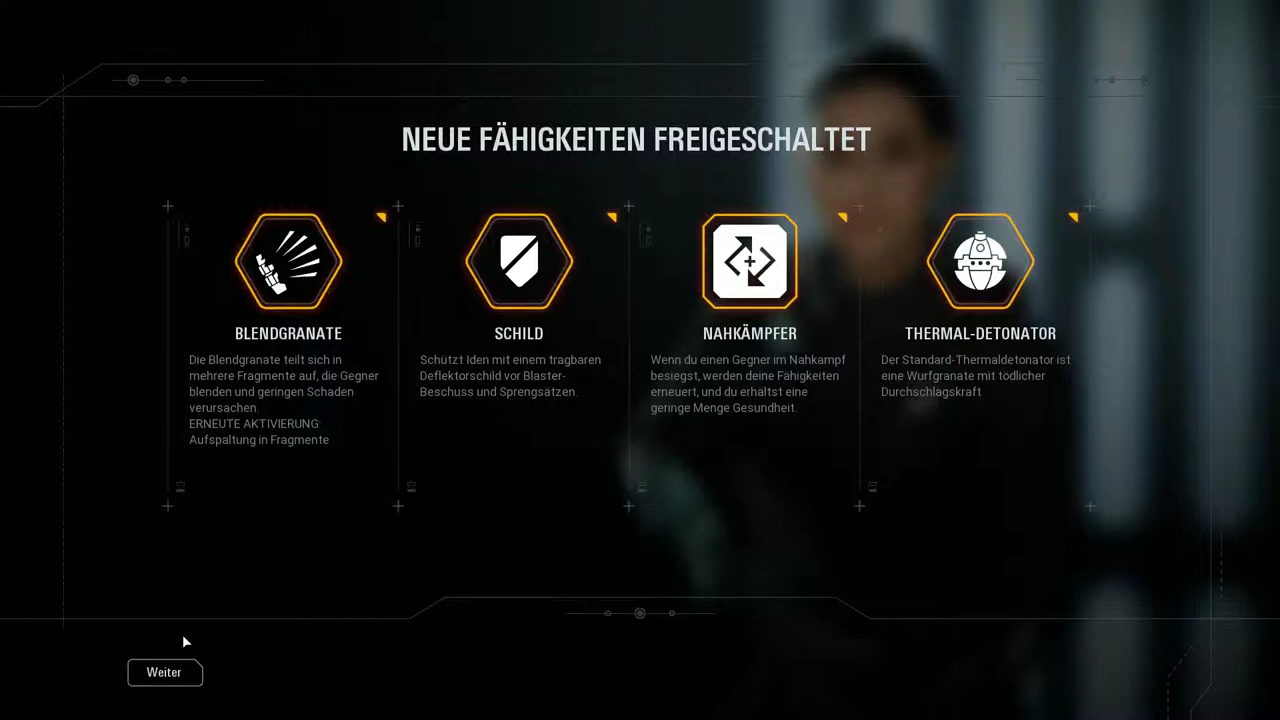 NEUE FÄHIGKEITEN FREIGESCHALTET
BLENDGRANATE
Die Blendgranate teilt sich in
mehrere Fragmente auf, die Gegner
blenden und geringen Schaden
verursachen.
ERNEUTE AKTIVIERUNG:
Aufspaltung in Fragmente
SCHILD
Schützt Iden mit einem tragbaren
Deflektorschild vor Blaster-
Beschuss und Sprengsätzen.
NAHKÄMPFER
Wenn du einen Gegner im Nahkampf
besiegst, werden deine Fähigkeiten
erneuert, und du erhältst eine
geringe Menge Gesundheit.
THERMAL-DETONATOR
Der Standard-Thermaldetonator ist
eine Wurfgranate mit tödlicher
Durchschlagskraft
Weiter